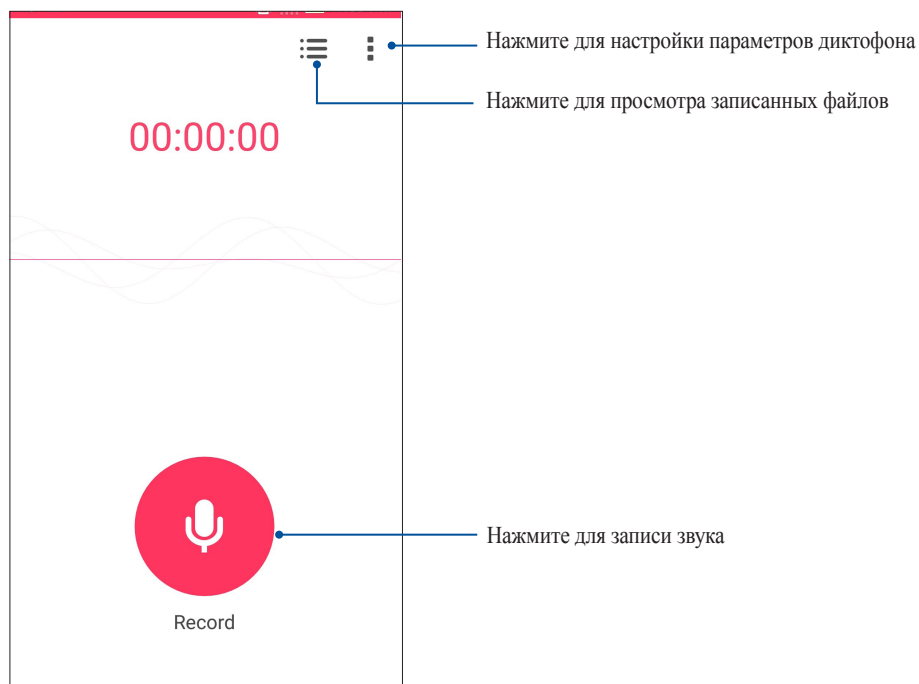 Нажмите для настройки параметров диктофона
Нажмите для просмотра записанных файлов
00:00:00
Нажмите для записи звука
Record